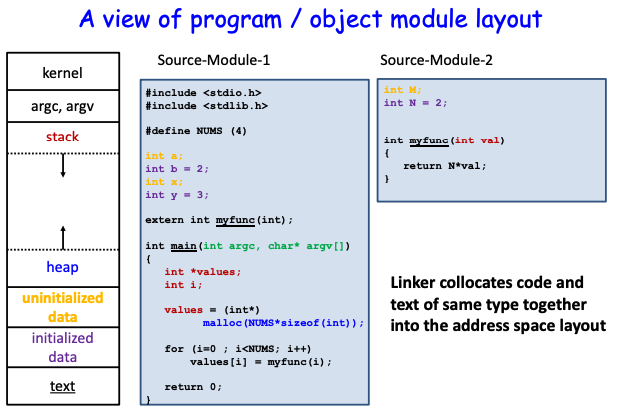 A view of program / object module layout
kernel
argc, argv
stack
heap
uninitialized
data
initialized
data
text
Source-Module-1
#include <stdio.h>
#include <stdlib.h>
#define NUMS (4)
int a;
int b = 2;
int x;
int y = 3;
extern int myfunc(int);
int main(int argc, char* argv[])
{
int *values;
int i;
values = (int*)
malloc(NUMS*sizeof(int));
for (i=0 ; i<NUMS; i++)
values[i] = myfunc(i);
return 0;
}
Source-Module-2
int M;
int N = 2;
int myfunc(int val)
{
return N*val;
}
Linker collocates code and
text of same type together
into the address space layout